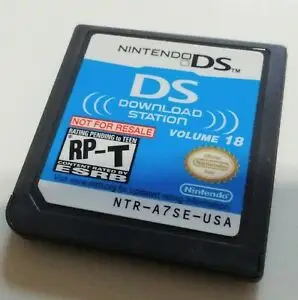 NINTENDO DS™
DS
DOWNLOAD
STATION
NOT FOR RESALE
VOLUME 18
RATING PENDING to TEEN
RP-T
CONTENT RATED BY
ESRB
Nintendo
NTR-A7SE-USA